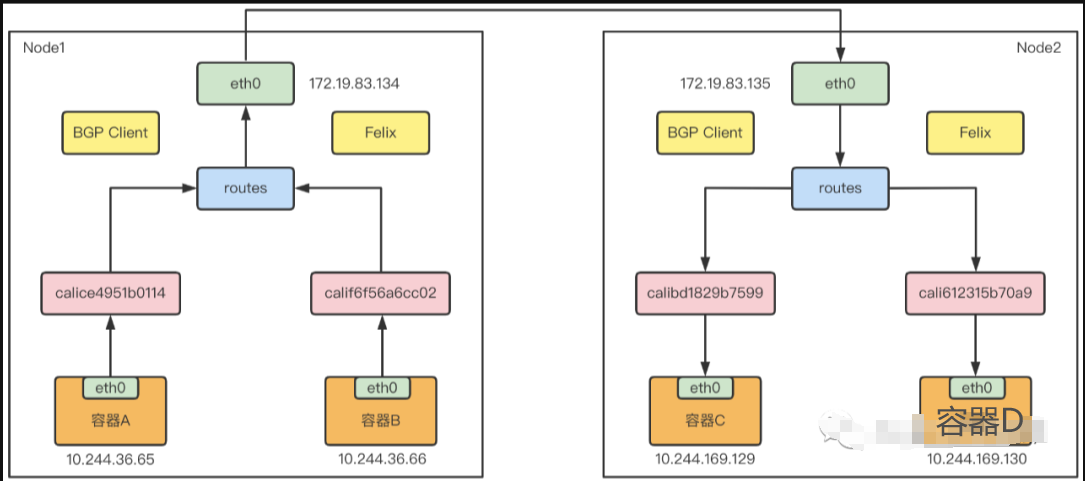 Node1
eth0
172.19.83.134
BGP Client
Felix
routes
calice4951b0114
calif6f56a6cc02
eth0
容器A
10.244.36.65
eth0
容器B
10.244.36.66
Node2
172.19.83.135
eth0
BGP Client
Felix
routes
calibd1829b7599
cali612315b70a9
eth0
容器C
10.244.169.129
eth0
容器D
10.244.169.130